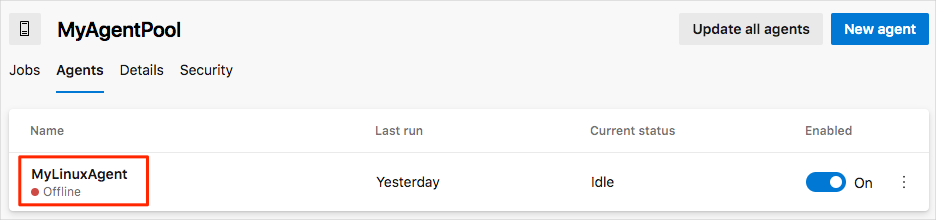 MyAgentPool
Update all agents
New agent
Jobs Agents Details Security
Name Last run Current status Enabled
MyLinuxAgent
Offline
Yesterday Idle On